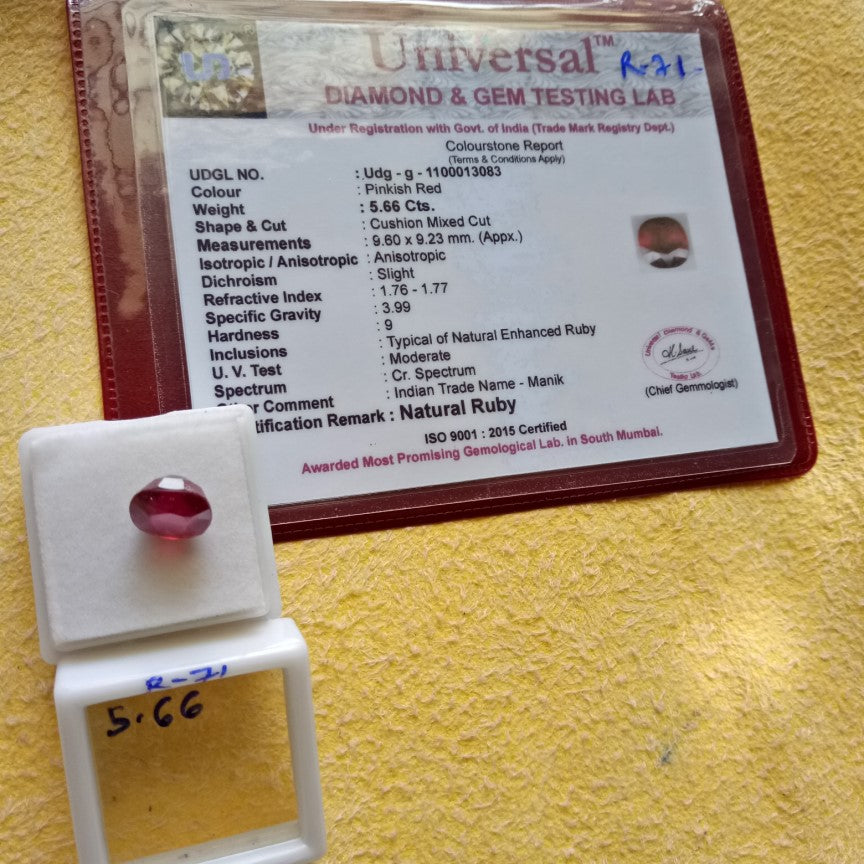 Universal™
R-71
DIAMOND & GEM TESTING LAB
Under Registration with Govt. of India (Trade Mark Registry Dept.)
Colourstone Report
(Terms & Conditions Apply)
UDGL NO. : Udg - g - 1100013083
Colour : Pinkish Red
Weight : 5.66 Cts.
Shape & Cut : Cushion Mixed Cut
Measurements : 9.60 x 9.23 mm. (Appx.)
Isotropic / Anisotropic : Anisotropic
Dichroism : Slight
Refractive Index : 1.76 - 1.77
Specific Gravity : 3.99
Hardness : 9
Inclusions : Typical of Natural Enhanced Ruby
U. V. Test : Moderate
Spectrum : Cr. Spectrum
Comment : Indian Trade Name - Manik
Remark : Natural Ruby
(Chief Gemmologist)
ISO 9001 : 2015 Certified
Awarded Most Promising Gemological Lab. in South Mumbai.
R-71
5.66